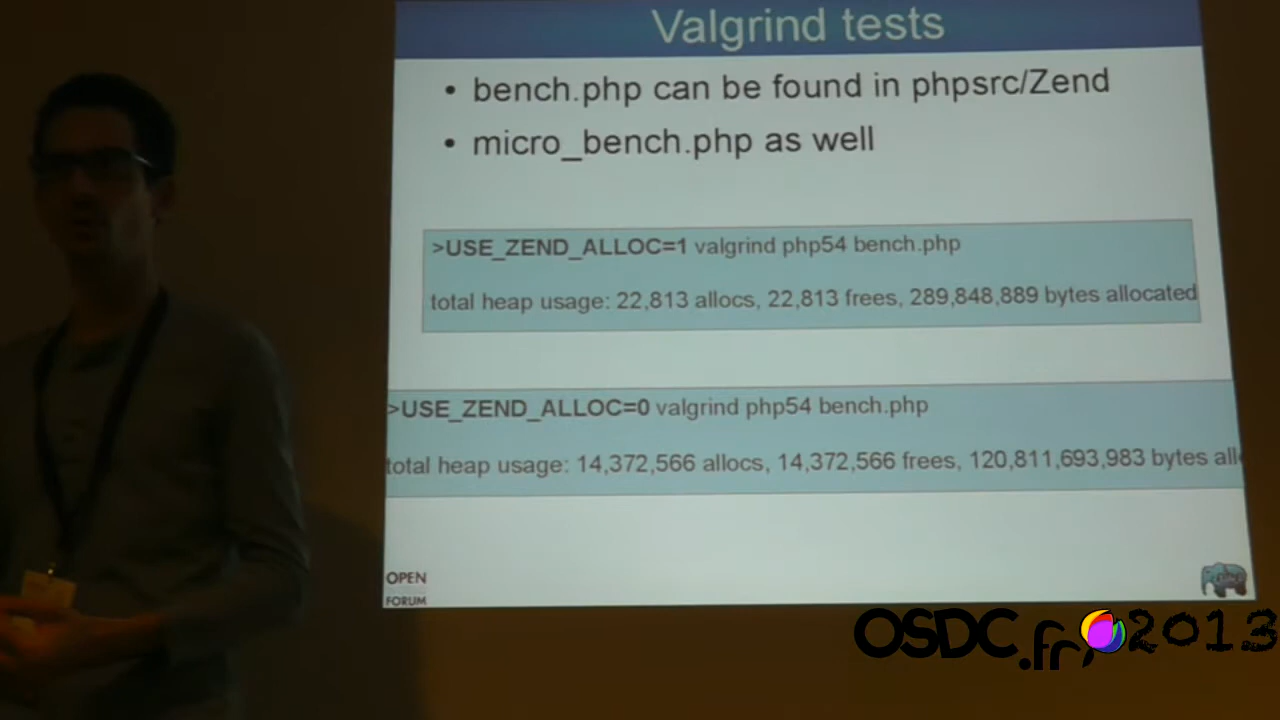 Valgrind tests
• bench.php can be found in phpsrc/Zend
• micro_bench.php as well
>USE_ZEND_ALLOC=1 valgrind php54 bench.php
total heap usage: 22,813 allocs, 22,813 frees, 289,848,889 bytes allocated
>USE_ZEND_ALLOC=0 valgrind php54 bench.php
total heap usage: 14,372,566 allocs, 14,372,566 frees, 120,811,693,983 bytes all
OPEN
FORUM
OSDC.fr 2013